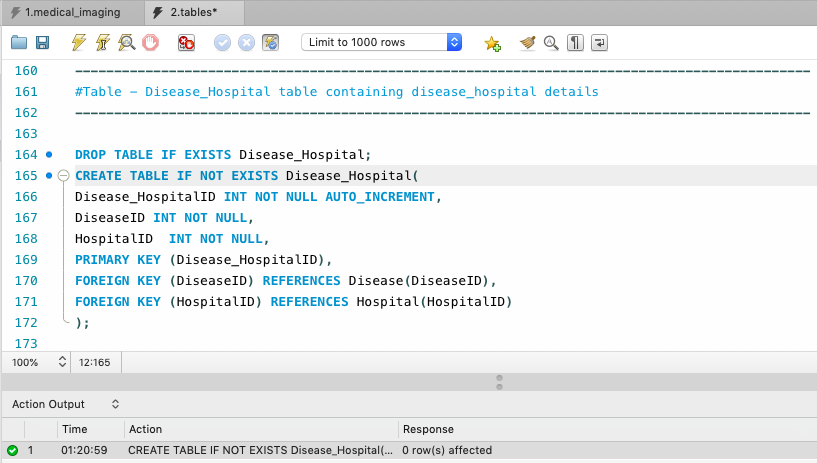 1.medical_imaging 2.tables*
Limit to 1000 rows
160 -----------------------------------------------------------------------------------------------
161 #Table - Disease_Hospital table containing disease_hospital details
162 -----------------------------------------------------------------------------------------------
163
164 DROP TABLE IF EXISTS Disease_Hospital;
165 CREATE TABLE IF NOT EXISTS Disease_Hospital(
166 Disease_HospitalID INT NOT NULL AUTO_INCREMENT,
167 DiseaseID INT NOT NULL,
168 HospitalID  INT NOT NULL,
169 PRIMARY KEY (Disease_HospitalID),
170 FOREIGN KEY (DiseaseID) REFERENCES Disease(DiseaseID),
171 FOREIGN KEY (HospitalID) REFERENCES Hospital(HospitalID)
172 );
173
100% 12:165
Action Output
Time Action Response
1 01:20:59 CREATE TABLE IF NOT EXISTS Disease_Hospital(... 0 row(s) affected